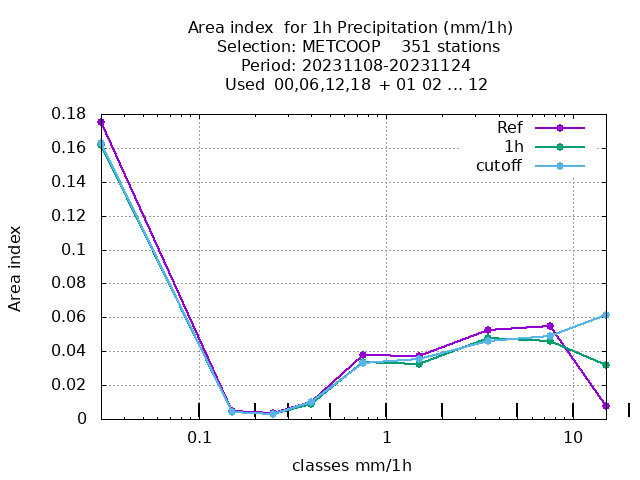 Area index  for 1h Precipitation (mm/1h)
Selection: METCOOP    351 stations
Period: 20231108-20231124
Used  00,06,12,18 + 01 02 ... 12
Ref
1h
cutoff
0.18
0.16
0.14
0.12
0.1
0.08
0.06
0.04
0.02
0
Area index
0.1
1
10
classes mm/1h